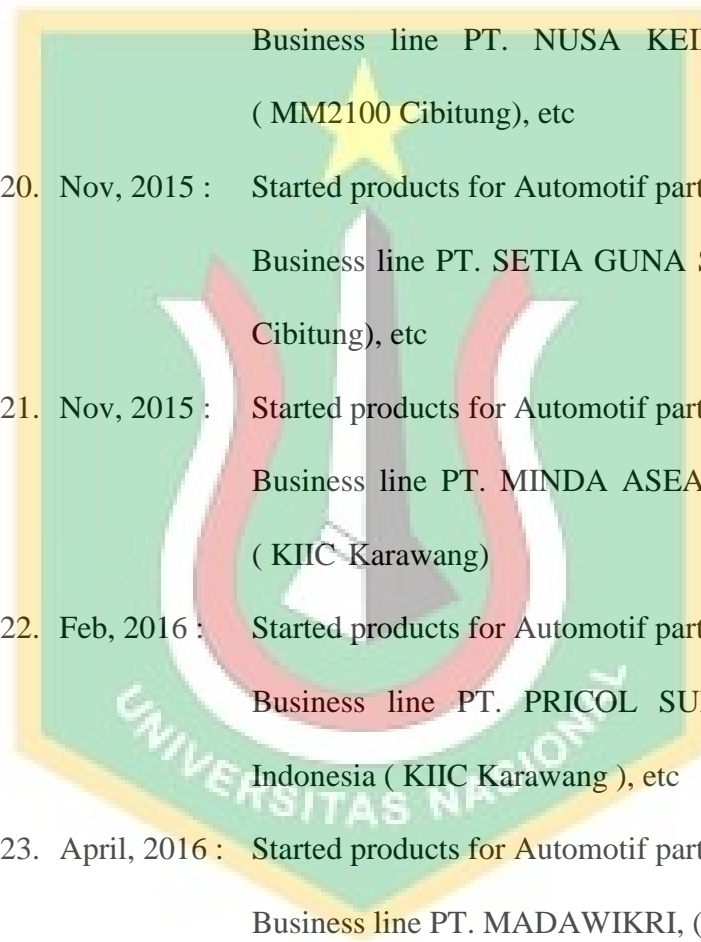 Business line PT. NUSA
( MM2100 Cibitung), etc
20. Nov, 2015 : Started products for Automotif part
Business line PT. SETIA GUNA
Cibitung), etc
21. Nov, 2015 : Started products for Automotif part
Business line PT. MINDA
( KIIC Karawang)
22. Feb, 2016 : Started products for Automotif part
Business line PT. PRICOL
Indonesia ( KIIC Karawang ), etc
23. April, 2016 : Started products for Automotif part
Business line PT. MADAWIKRI, (
UNIVERSITAS NASIONAL